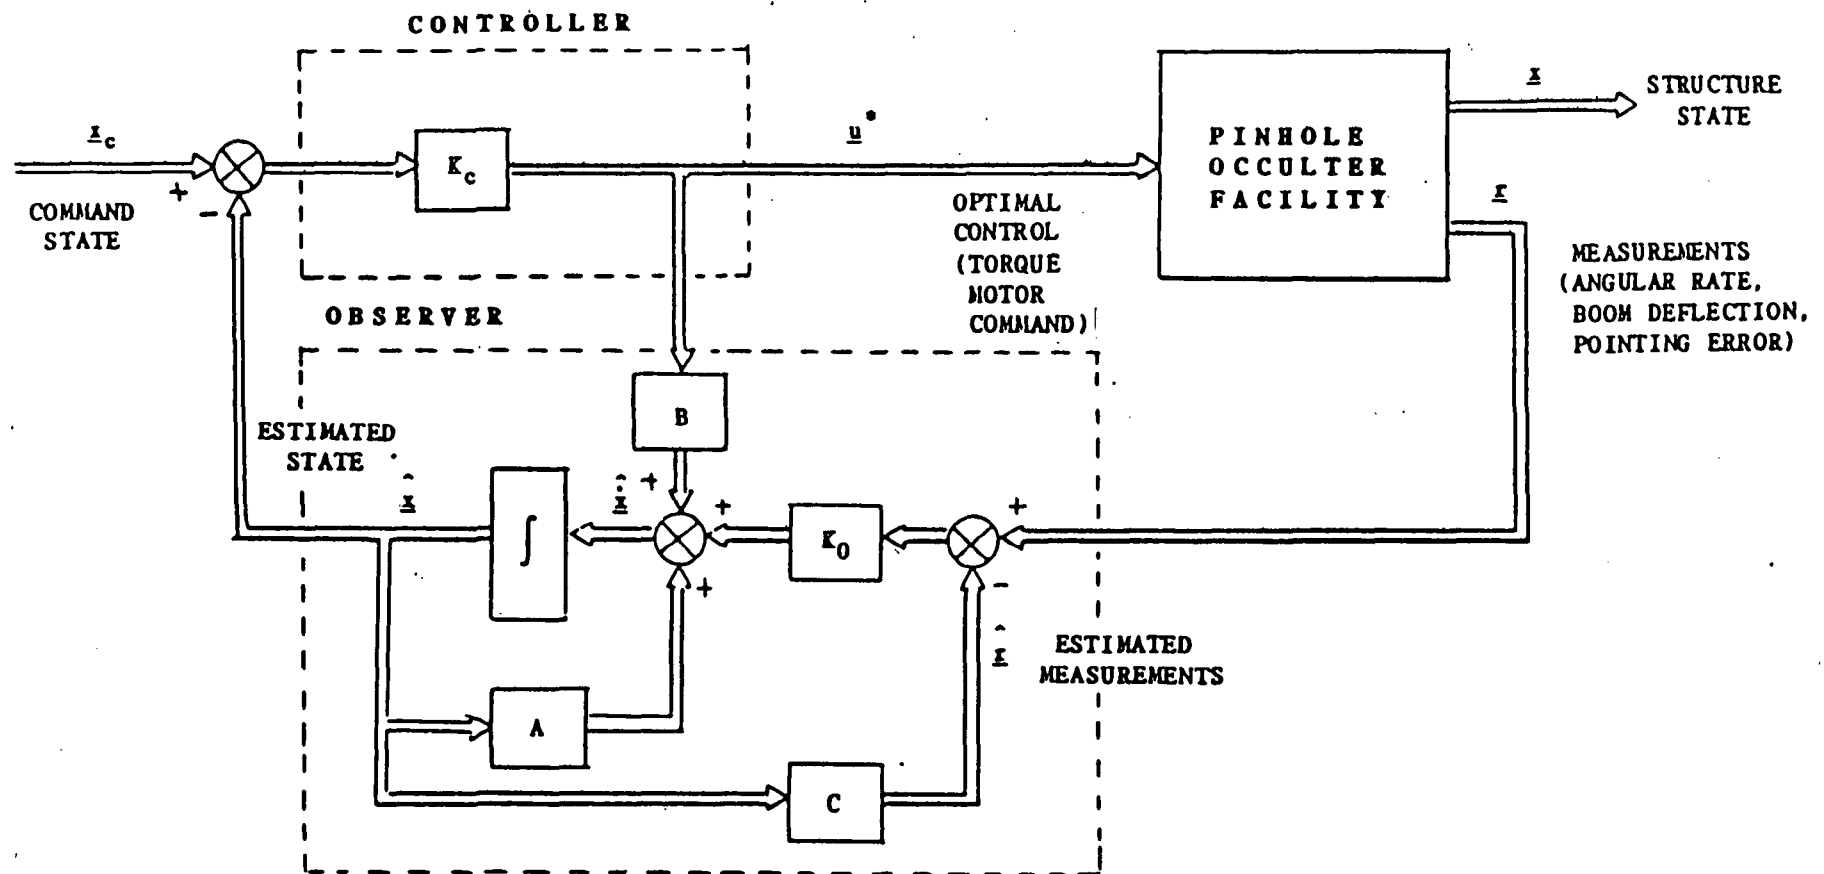 CONTROLLER
x_c
+
-
COMMAND
STATE
K_c
u*
OPTIMAL
CONTROL
(TORQUE
MOTOR
COMMAND)
PINHOLE
OCCULTER
FACILITY
x
STRUCTURE
STATE
r
MEASUREMENTS
(ANGULAR RATE,
BOOM DEFLECTION,
POINTING ERROR)
OBSERVER
B
ESTIMATED
STATE
x̂
∫
x̂̇
+
+
+
K_0
+
-
r̂
ESTIMATED
MEASUREMENTS
A
C